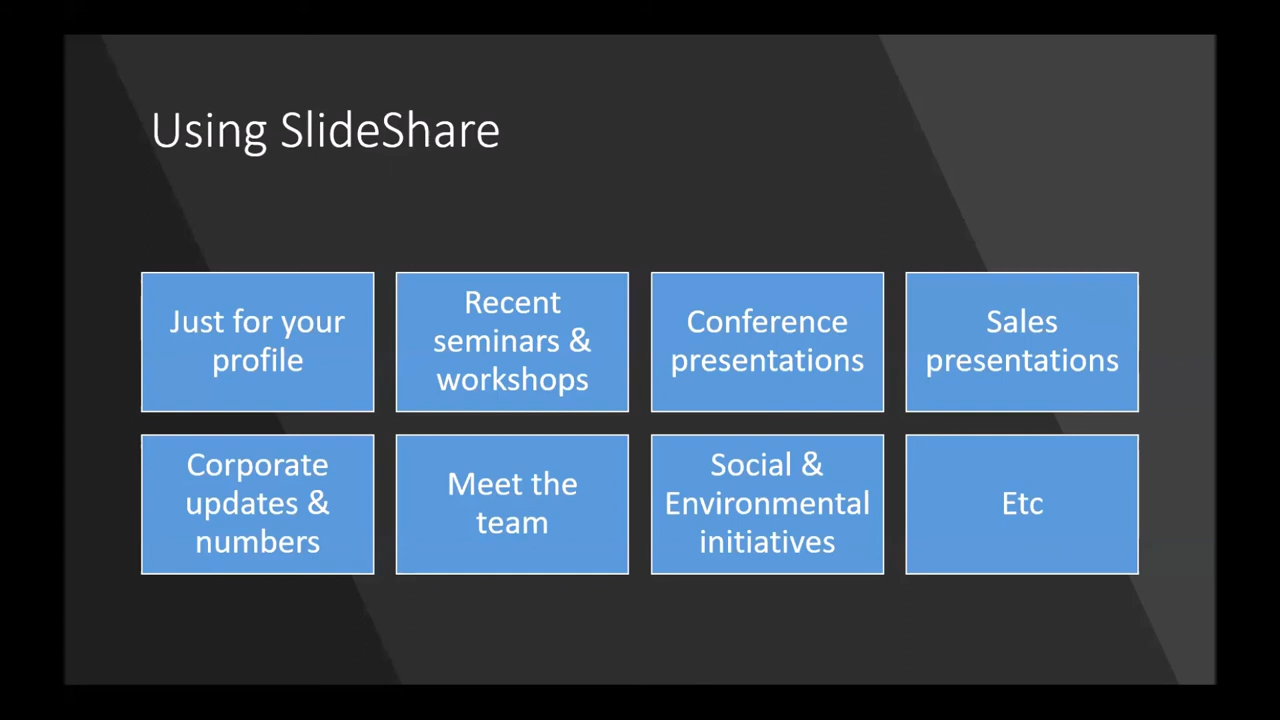 Using SlideShare
Just for your
profile
Recent
seminars &
workshops
Conference
presentations
Sales
presentations
Corporate
updates &
numbers
Meet the
team
Social &
Environmental
initiatives
Etc